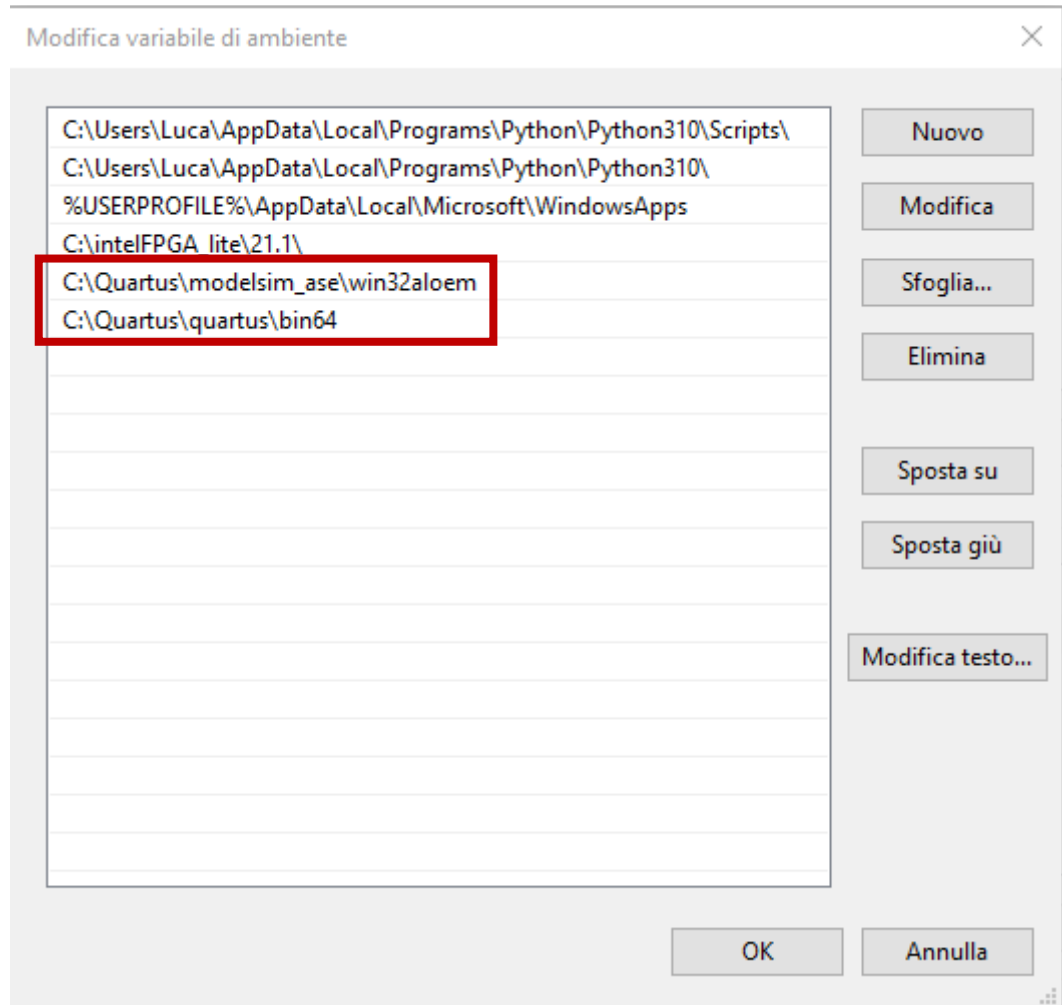 Modifica variabile di ambiente
C:\Users\Luca\AppData\Local\Programs\Python\Python310\Scripts\
C:\Users\Luca\AppData\Local\Programs\Python\Python310\
%USERPROFILE%\AppData\Local\Microsoft\WindowsApps
C:\intelFPGA_lite\21.1\
C:\Quartus\modelsim_ase\win32aloem
C:\Quartus\quartus\bin64
Nuovo
Modifica
Sfoglia...
Elimina
Sposta su
Sposta giù
Modifica testo...
OK
Annulla